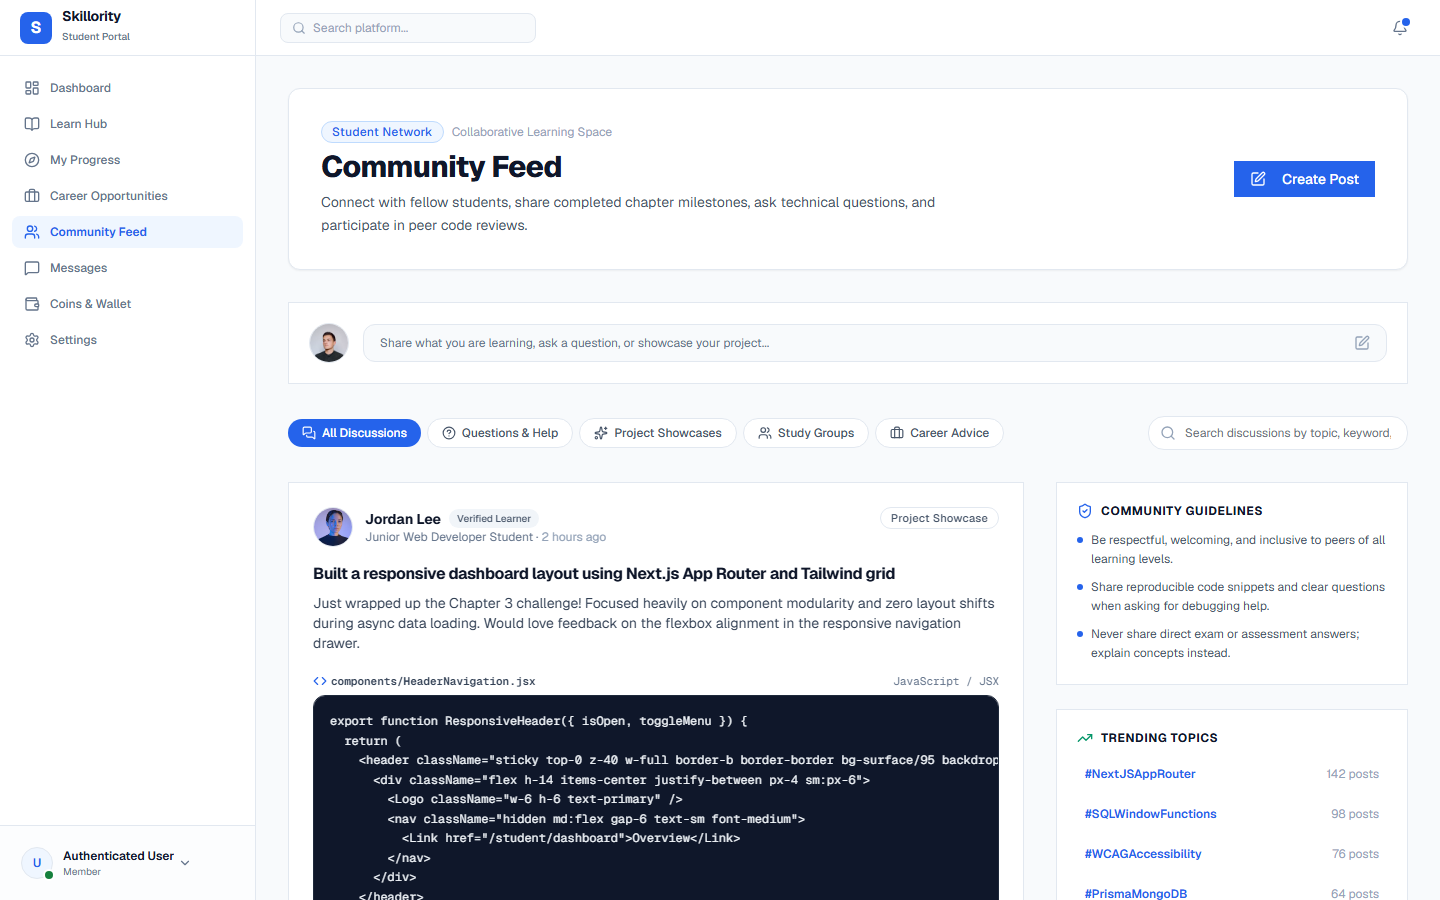 S
Skillority
Student Portal
Search platform...
Dashboard
Learn Hub
My Progress
Career Opportunities
Community Feed
Messages
Coins & Wallet
Settings
U
Authenticated User
Member
Student Network
Collaborative Learning Space
Community Feed
Connect with fellow students, share completed chapter milestones, ask technical questions, and
participate in peer code reviews.
Create Post
Share what you are learning, ask a question, or showcase your project...
All Discussions
Questions & Help
Project Showcases
Study Groups
Career Advice
Search discussions by topic, keyword,
Jordan Lee
Verified Learner
Junior Web Developer Student · 2 hours ago
Project Showcase
Built a responsive dashboard layout using Next.js App Router and Tailwind grid
Just wrapped up the Chapter 3 challenge! Focused heavily on component modularity and zero layout shifts
during async data loading. Would love feedback on the flexbox alignment in the responsive navigation
drawer.
components/HeaderNavigation.jsx
JavaScript / JSX
export function ResponsiveHeader({ isOpen, toggleMenu }) {
  return (
    <header className="sticky top-0 z-40 w-full border-b border-border bg-surface/95 backdrop
      <div className="flex h-14 items-center justify-between px-4 sm:px-6">
        <Logo className="w-6 h-6 text-primary" />
        <nav className="hidden md:flex gap-6 text-sm font-medium">
          <Link href="/student/dashboard">Overview</Link>
        </nav>
      </div>
    </header>
COMMUNITY GUIDELINES
Be respectful, welcoming, and inclusive to peers of all
learning levels.
Share reproducible code snippets and clear questions
when asking for debugging help.
Never share direct exam or assessment answers;
explain concepts instead.
TRENDING TOPICS
#NextJSAppRouter 142 posts
#SQLWindowFunctions 98 posts
#WCAGAccessibility 76 posts
#PrismaMongoDB 64 posts